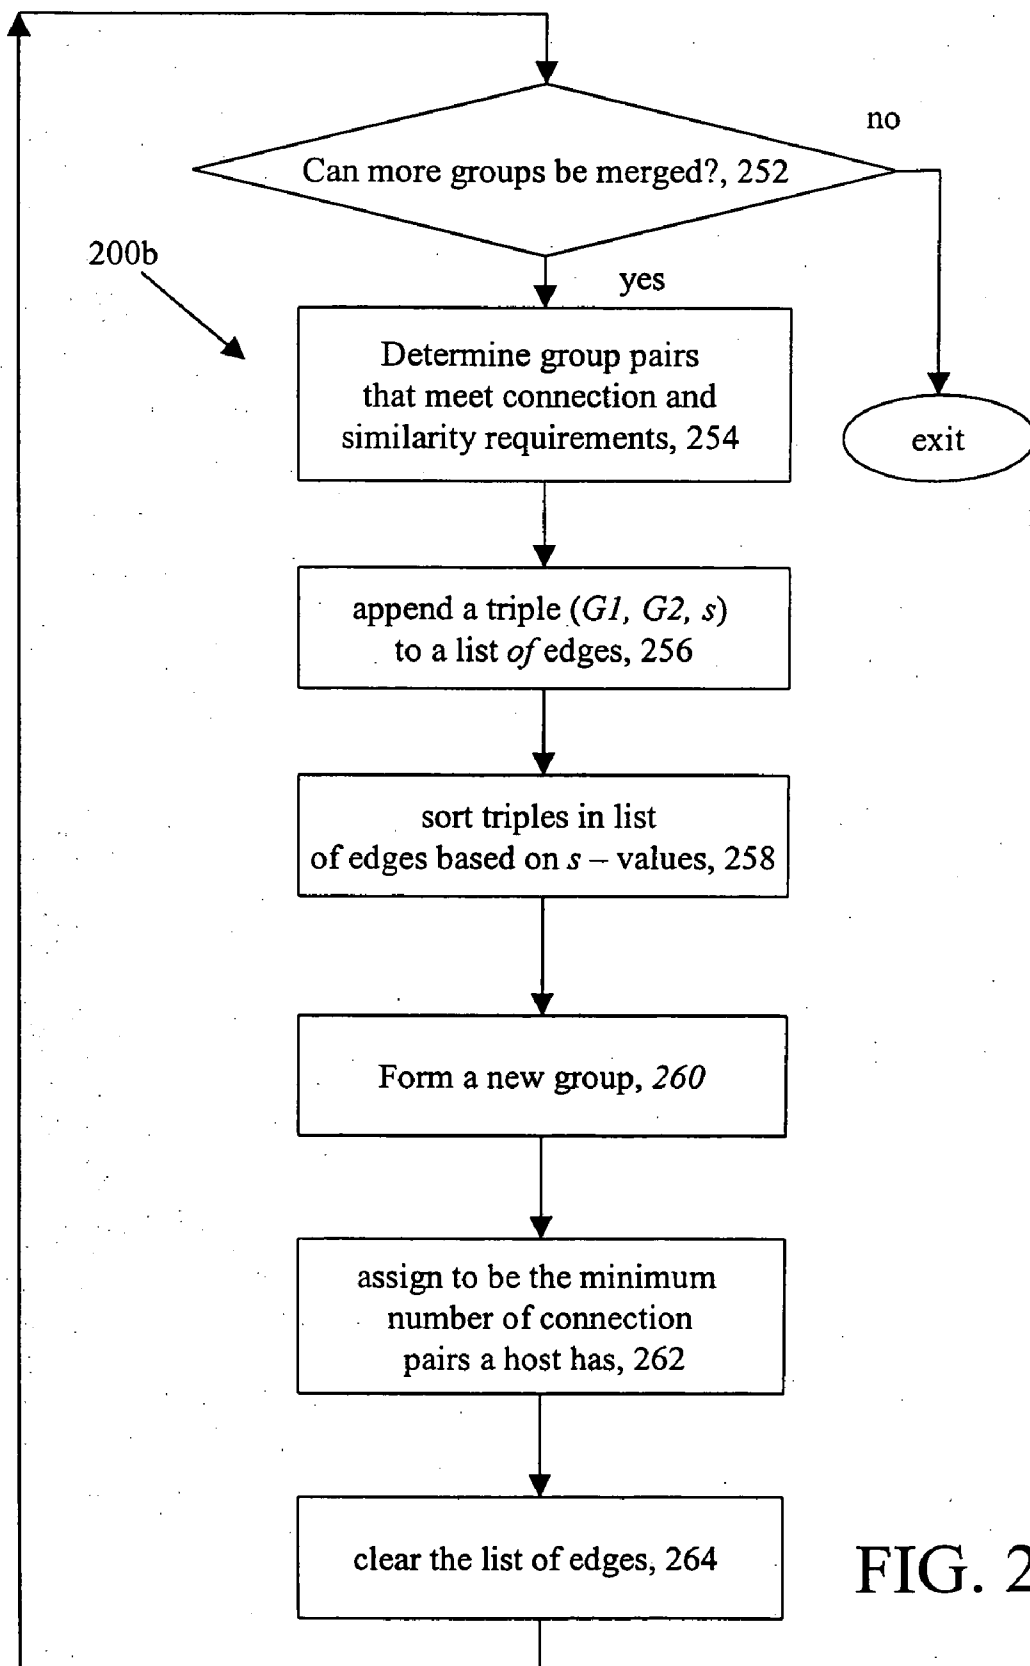 no
Can more groups be merged?, 252
200b
yes
Determine group pairs
that meet connection and
similarity requirements, 254
exit
append a triple (G1, G2, s)
to a list of edges, 256
sort triples in list
of edges based on s – values, 258
Form a new group, 260
assign to be the minimum
number of connection
pairs a host has, 262
clear the list of edges, 264
FIG. 2